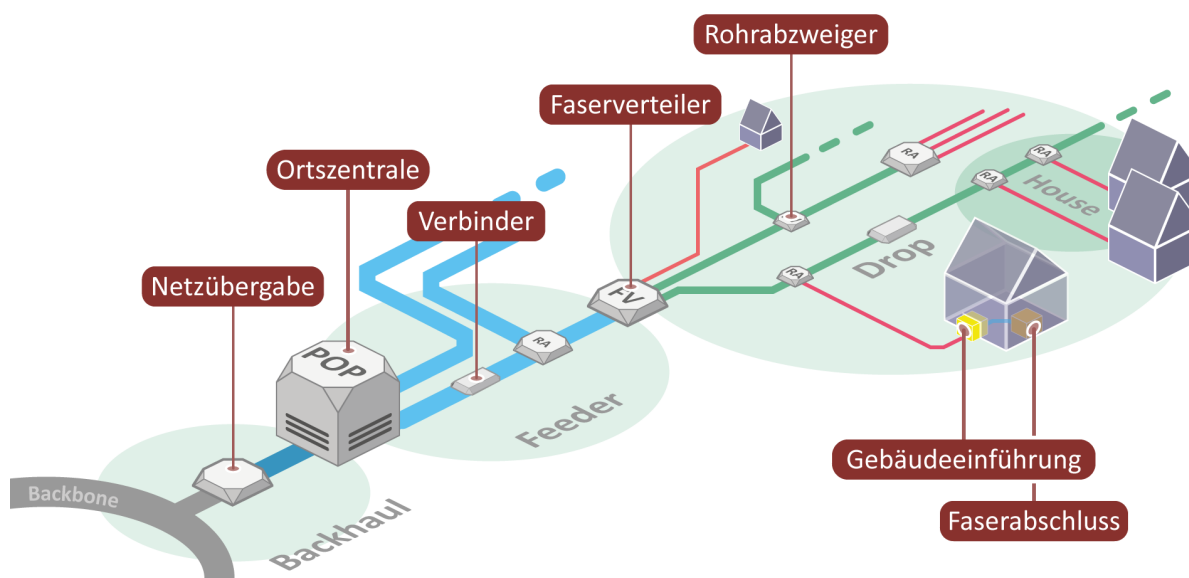 Rohrabzweiger
Faserverteiler
Ortszentrale
Verbinder
Netzübergabe
RA
RA
RA
House
RA
Drop
FV
RA
POP
Feeder
Gebäudeeinführung
Backbone
Backhaul
Faserabschluss